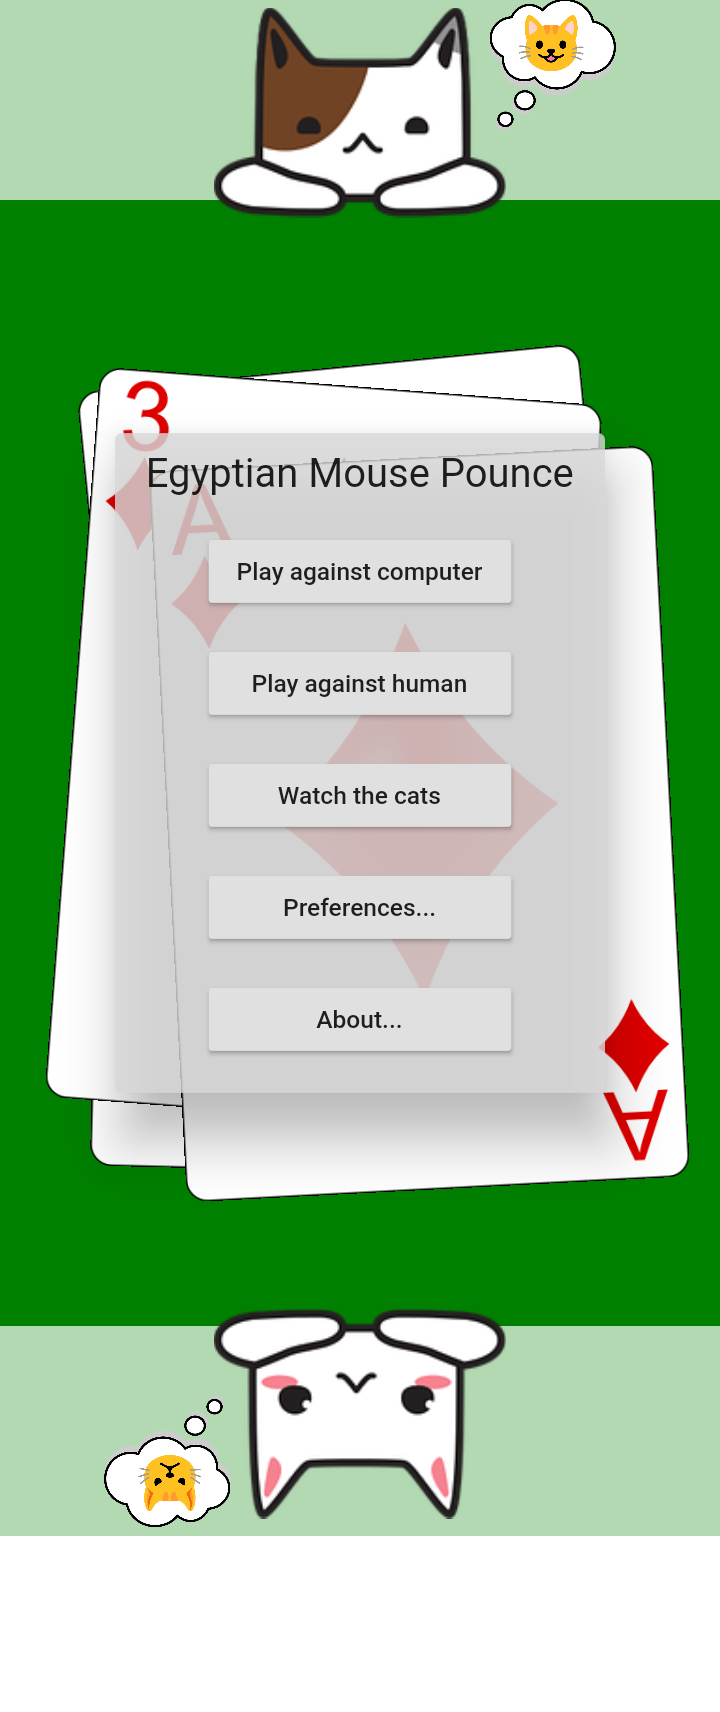 3
Egyptian Mouse Pounce
A
Play against computer
Play against human
Watch the cats
Preferences...
About...
A